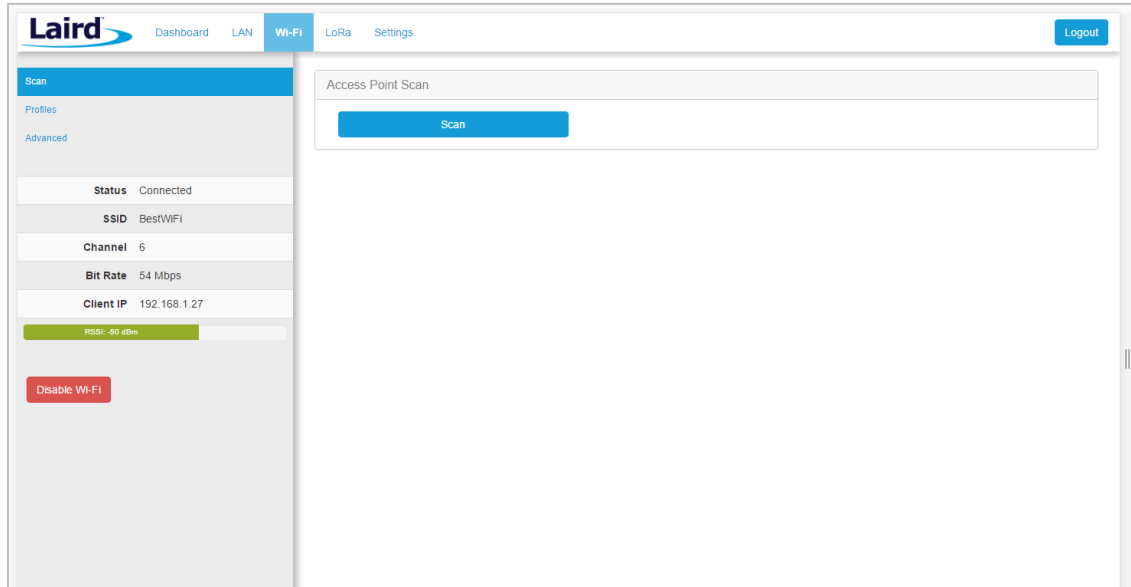 Laird
Dashboard LAN Wi-Fi LoRa Settings Logout
Scan
Profiles
Advanced
Status Connected
SSID BestWiFi
Channel 6
Bit Rate 54 Mbps
Client IP 192.168.1.27
RSSI: -50 dBm
Disable Wi-Fi
Access Point Scan
Scan